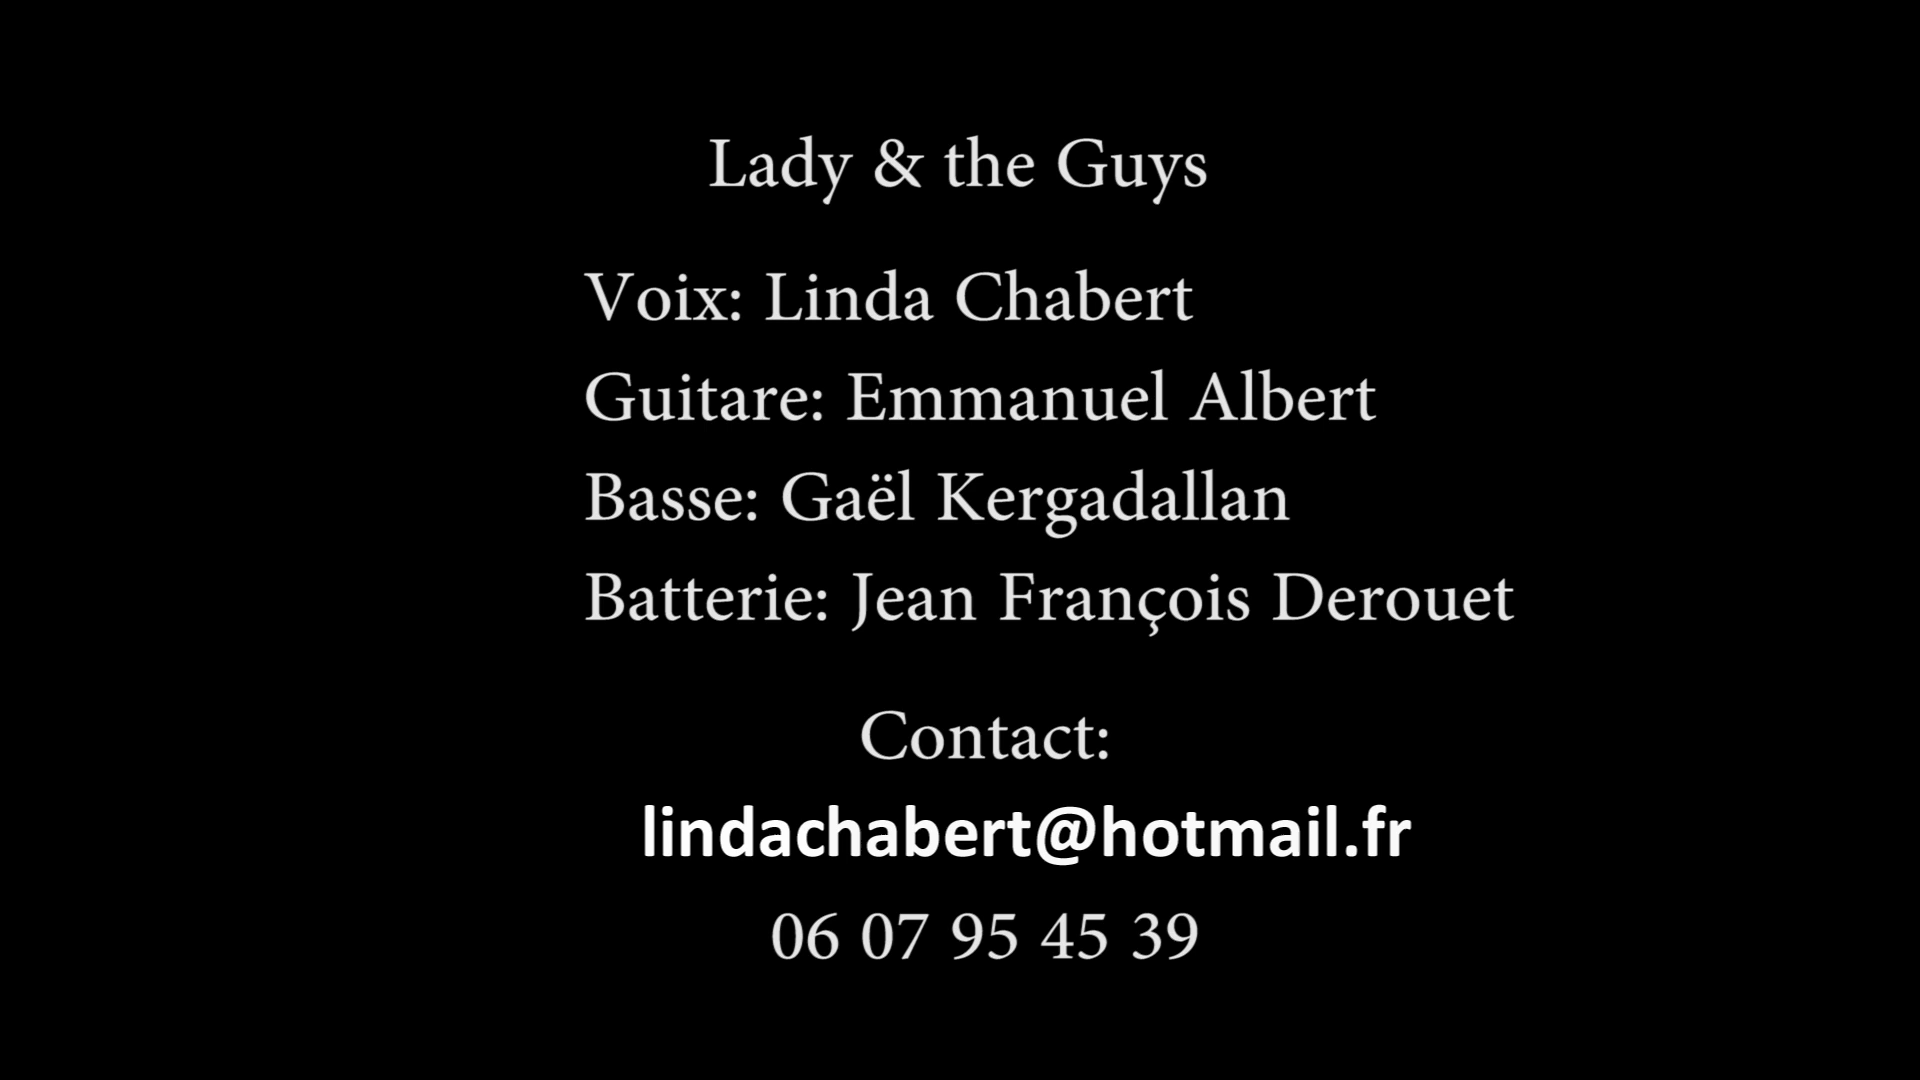 Lady & the Guys
Voix: Linda Chabert
Guitare: Emmanuel Albert
Basse: Gaël Kergadallan
Batterie: Jean François Derouet
Contact:
lindachabert@hotmail.fr
06 07 95 45 39